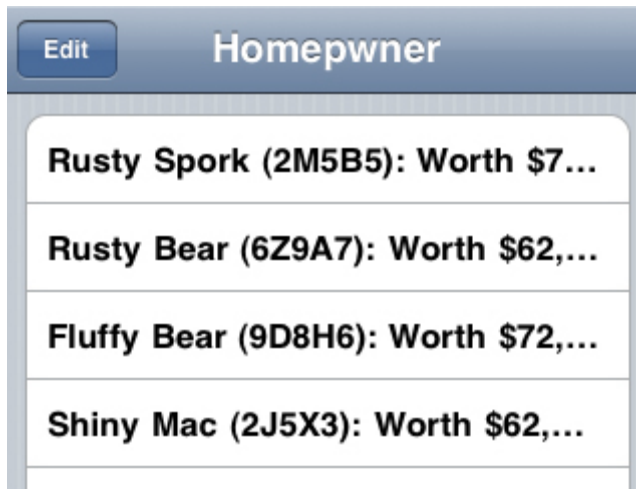 Edit
Homepwner
Rusty Spork (2M5B5): Worth $7...
Rusty Bear (6Z9A7): Worth $62,...
Fluffy Bear (9D8H6): Worth $72,...
Shiny Mac (2J5X3): Worth $62,...